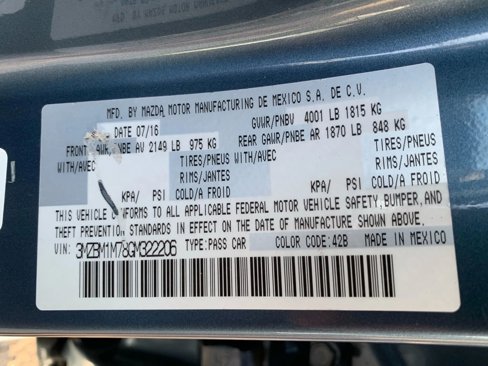 MFD. BY MAZDA MOTOR MANUFACTURING DE MEXICO S.A. DE C.V.
DATE 07/16 GVWR/PNBV 4001 LB 1815 KG
FRONT GAWR/PNBE AV 2149 LB 975 KG REAR GAWR/PNBE AR 1870 LB 848 KG
WITH/AVEC TIRES/PNEUS WITH/AVEC TIRES/PNEUS
RIMS/JANTES RIMS/JANTES
KPA/ PSI COLD/A FROID KPA/ PSI COLD/A FROID
THIS VEHICLE CONFORMS TO ALL APPLICABLE FEDERAL MOTOR VEHICLE SAFETY, BUMPER, AND
THEFT PREVENTION STANDARDS IN EFFECT ON THE DATE OF MANUFACTURE SHOWN ABOVE.
VIN: 3MZBM1M78GM322206 TYPE:PASS CAR COLOR CODE:42B MADE IN MEXICO